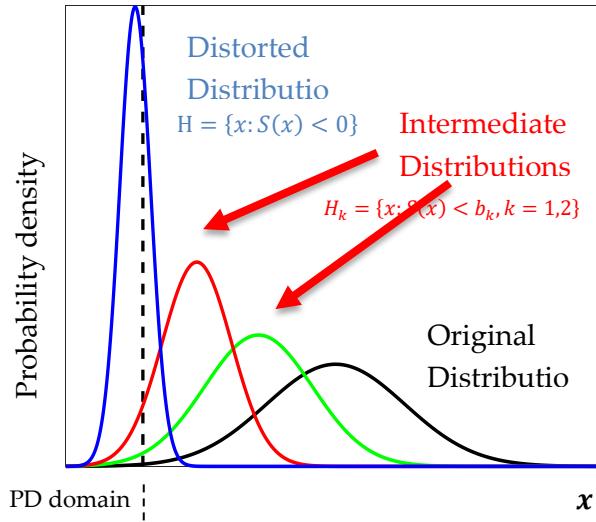 Distorted
Distributio
H = {x: S(x) < 0}
Intermediate
Distributions
H_k = {x: S(x) < b_k, k = 1,2}
Probability density
Original
Distributio
PD domain
x